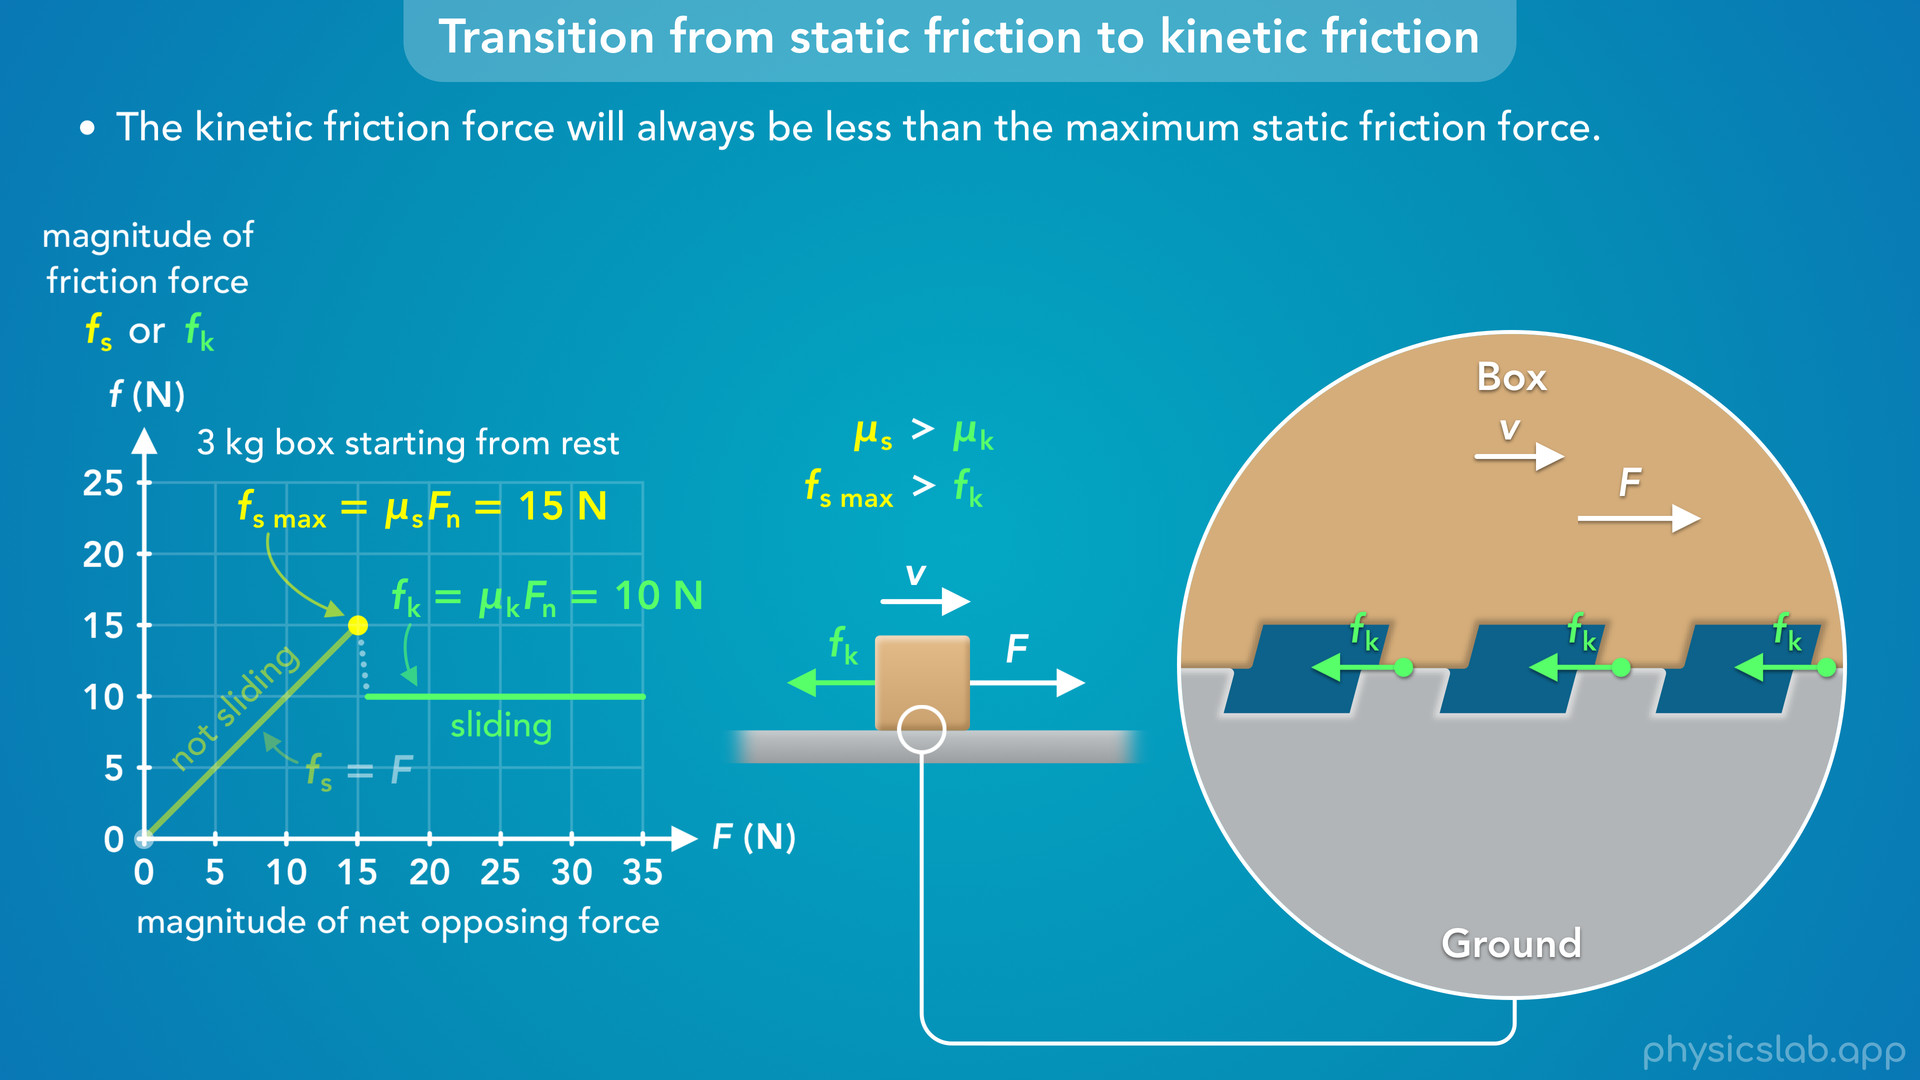 Transition from static friction to kinetic friction
• The kinetic friction force will always be less than the maximum static friction force.
magnitude of
friction force
fs or fk
f (N)
3 kg box starting from rest
25
20
15
10
5
0
fs max = μsFn = 15 N
fk = μkFn = 10 N
not sliding
sliding
fs = F
0 5 10 15 20 25 30 35
F (N)
magnitude of net opposing force
μs > μk
fs max > fk
v
fk
F
Box
v
F
fk fk fk
Ground
physicslab.app